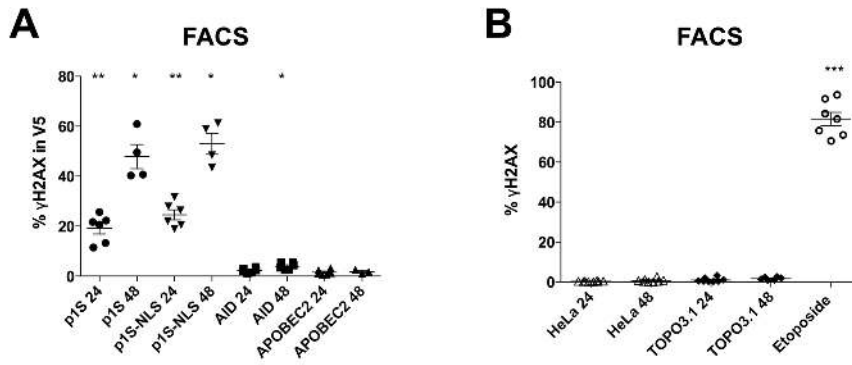 A
FACS
% γH2AX in V5
80
60
40
20
0
** * ** * *
p1S 24
p1S 48
p1S-NLS 24
p1S-NLS 48
AID 24
AID 48
APOBEC2 24
APOBEC2 48
B
FACS
% γH2AX
100
80
60
40
20
0
***
HeLa 24
HeLa 48
TOPO3.1 24
TOPO3.1 48
Etoposide